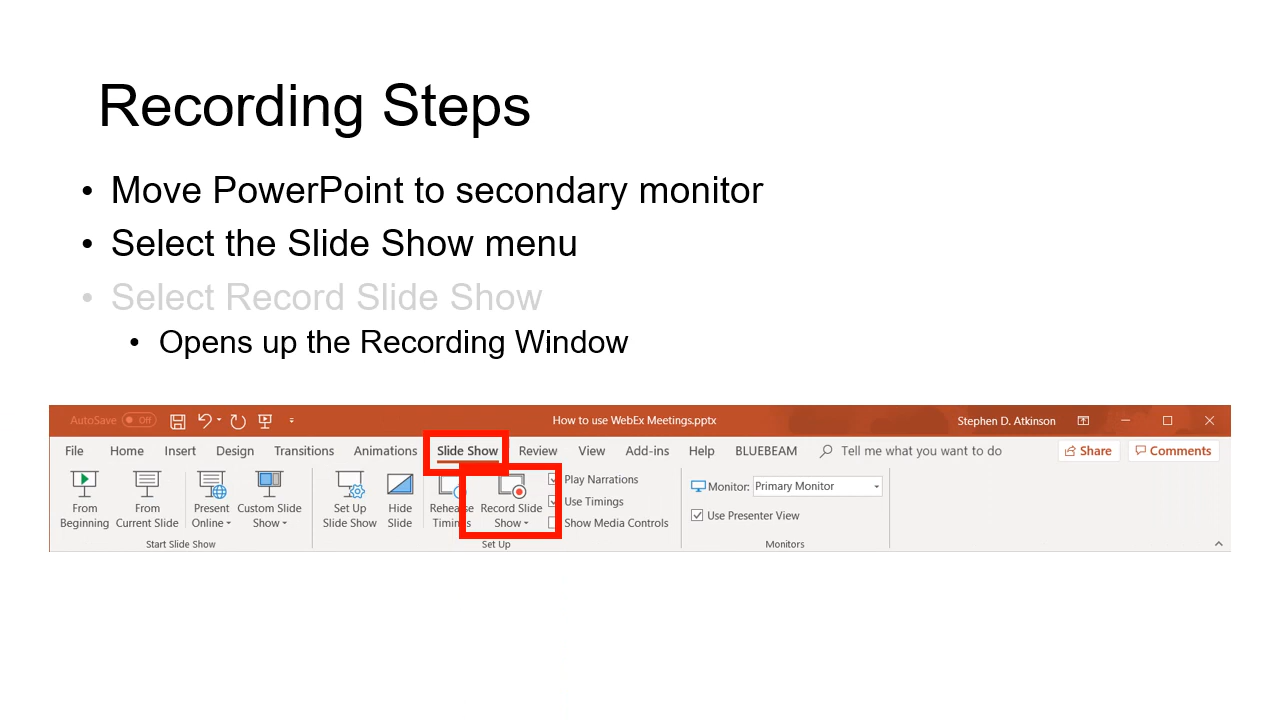 Recording Steps
• Move PowerPoint to secondary monitor
• Select the Slide Show menu
• Select Record Slide Show
• Opens up the Recording Window
AutoSave Off How to use WebEx Meetings.pptx Stephen D. Atkinson
File Home Insert Design Transitions Animations Slide Show Review View Add-ins Help BLUEBEAM Tell me what you want to do Share Comments
Play Narrations Monitor: Primary Monitor
From From Present Custom Slide Set Up Hide Record Slide Use Timings
Beginning Current Slide Online Show Slide Show Slide Show Show Media Controls Use Presenter View
Start Slide Show Set Up Monitors